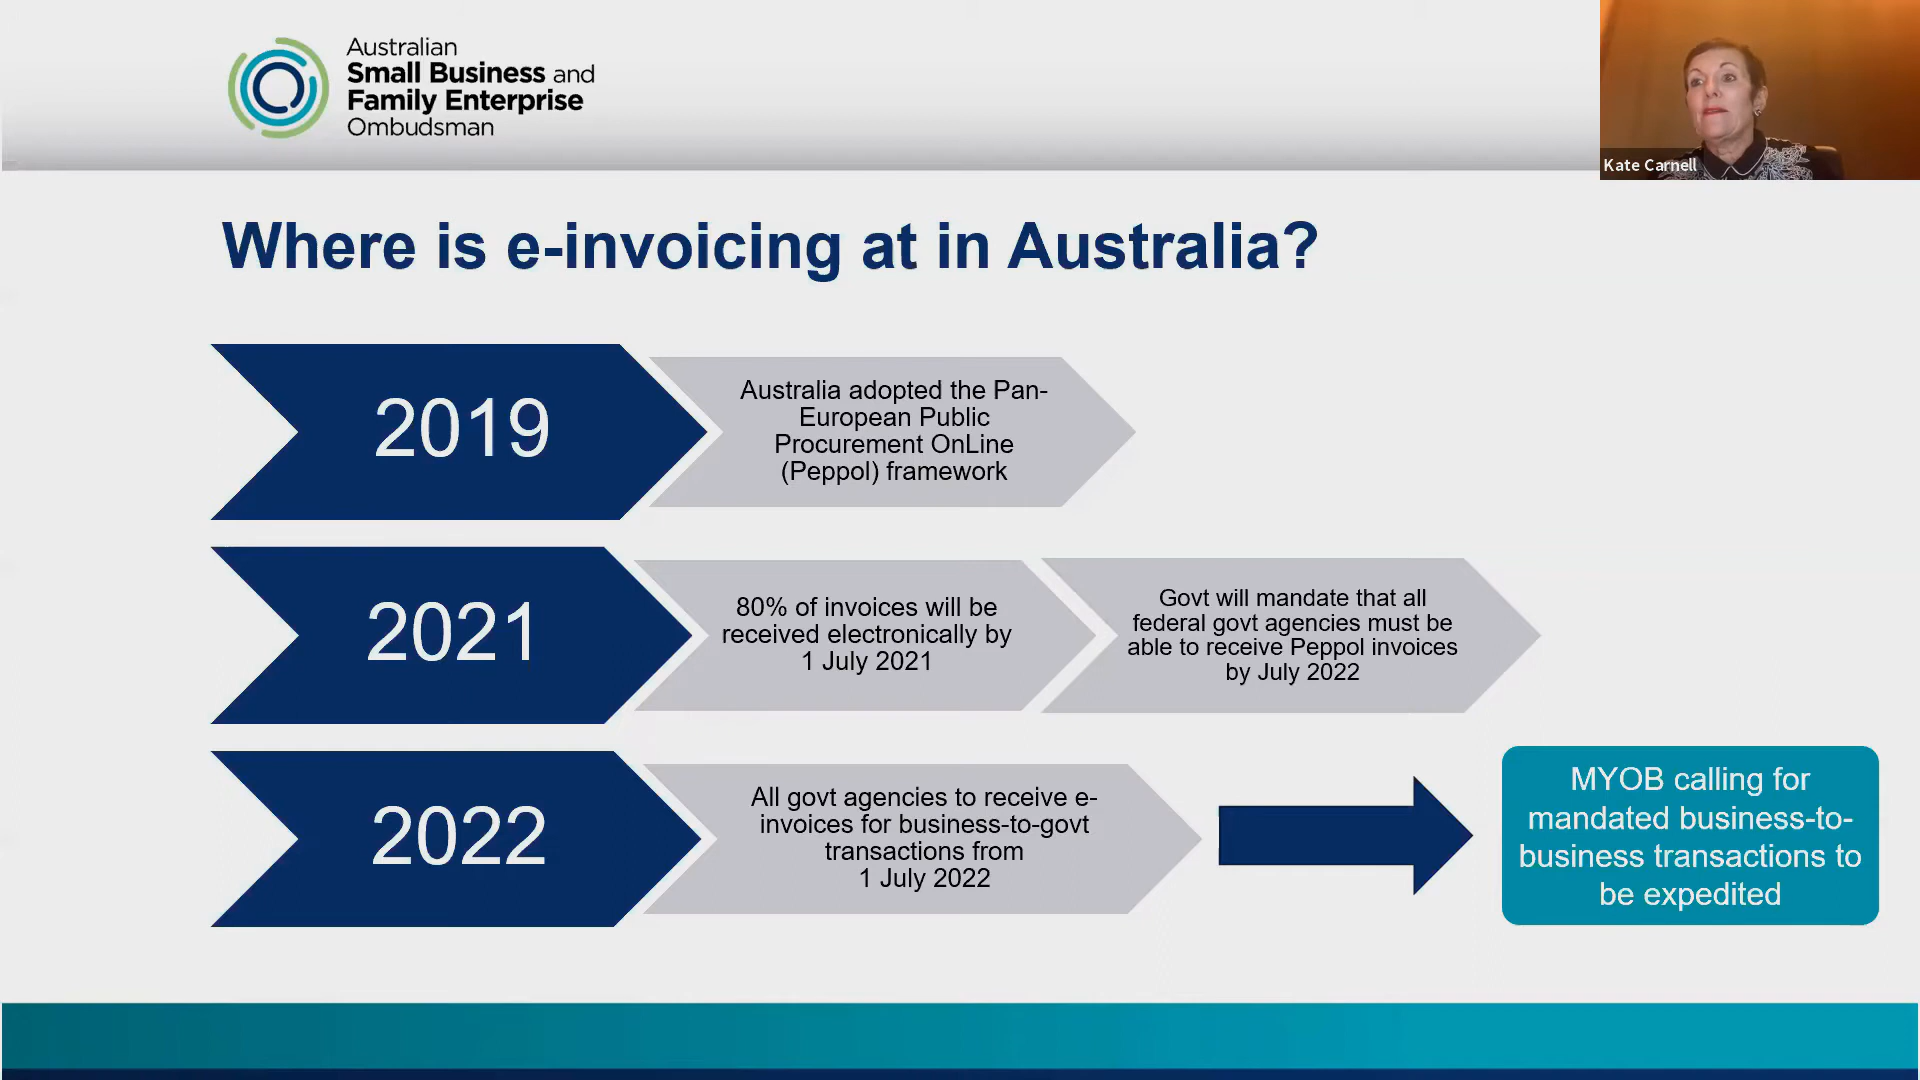 Australian
Small Business and
Family Enterprise
Ombudsman
Kate Carnell
Where is e-invoicing at in Australia?
2019
Australia adopted the Pan-
European Public
Procurement OnLine
(Peppol) framework
2021
80% of invoices will be
received electronically by
1 July 2021
Govt will mandate that all
federal govt agencies must be
able to receive Peppol invoices
by July 2022
2022
All govt agencies to receive e-
invoices for business-to-govt
transactions from
1 July 2022
MYOB calling for
mandated business-to-
business transactions to
be expedited